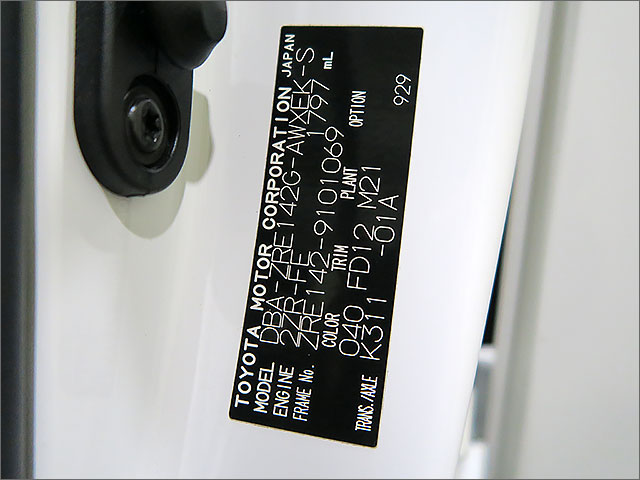 TOYOTA MOTOR CORPORATION JAPAN
MODEL DBA-ZRE142G-AWXEK-S
ENGINE 2ZR-FE 1797 mL
FRAME No. ZRE142-9101069
COLOR TRIM PLANT OPTION
040 FD12 M21 929
TRANS./AXLE K311 -01A